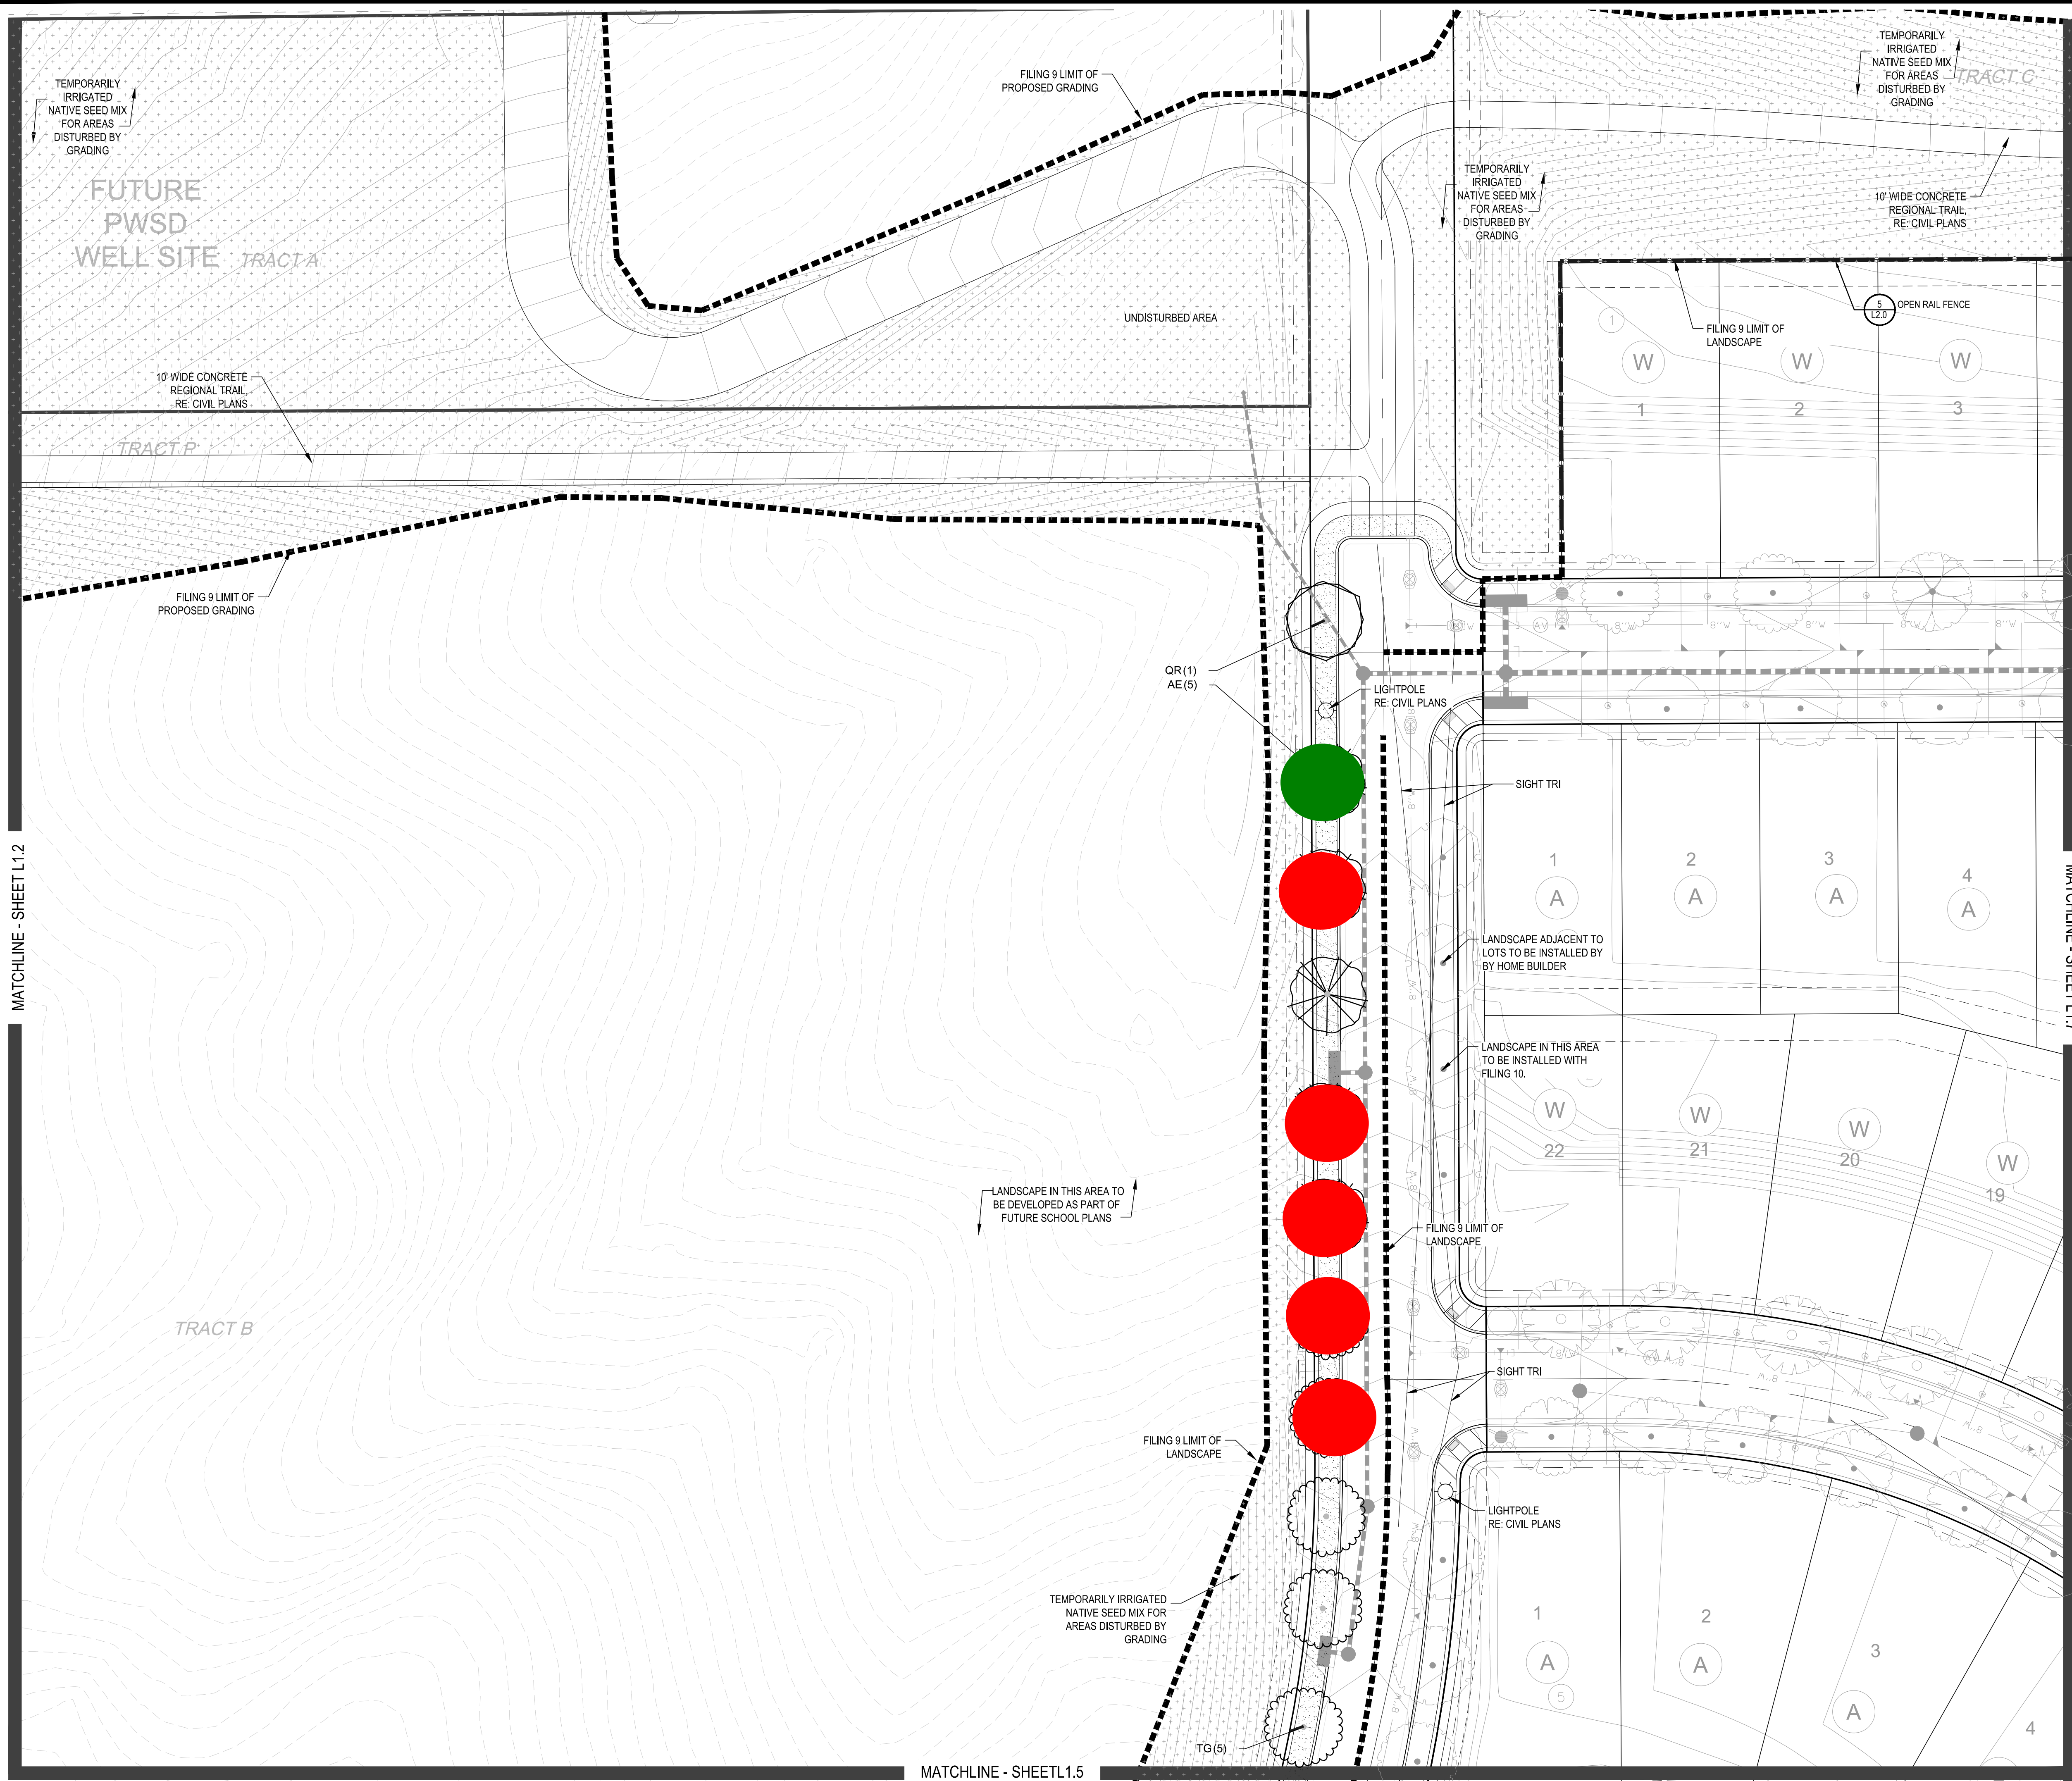 TEMPORARILY
IRRIGATED
NATIVE SEED MIX
FOR AREAS
DISTURBED BY
GRADING
FUTURE
PWSD
WELL SITE
TRACT A
FILING 9 LIMIT OF
PROPOSED GRADING
TEMPORARILY
IRRIGATED
NATIVE SEED MIX
FOR AREAS
DISTURBED BY
GRADING
TRACT C
TEMPORARILY
IRRIGATED
NATIVE SEED MIX
FOR AREAS
DISTURBED BY
GRADING
10' WIDE CONCRETE
REGIONAL TRAIL,
RE: CIVIL PLANS
UNDISTURBED AREA
5
L2.0
OPEN RAIL FENCE
1
FILING 9 LIMIT OF
LANDSCAPE
W
W
W
1
2
3
10' WIDE CONCRETE
REGIONAL TRAIL,
RE: CIVIL PLANS
TRACT P
FILING 9 LIMIT OF
PROPOSED GRADING
8"W
8"W
8"W
8"W
8"W
AV
QR(1)
AE(5)
LIGHTPOLE
RE: CIVIL PLANS
SIGHT TRI
1
2
3
4
A
A
A
A
MATCHLINE - SHEET L1.2
LANDSCAPE ADJACENT TO
LOTS TO BE INSTALLED BY
BY HOME BUILDER
LANDSCAPE IN THIS AREA
TO BE INSTALLED WITH
FILING 10.
W
W
W
W
22
21
20
19
LANDSCAPE IN THIS AREA TO
BE DEVELOPED AS PART OF
FUTURE SCHOOL PLANS
FILING 9 LIMIT OF
LANDSCAPE
TRACT B
SIGHT TRI
FILING 9 LIMIT OF
LANDSCAPE
LIGHTPOLE
RE: CIVIL PLANS
TEMPORARILY IRRIGATED
NATIVE SEED MIX FOR
AREAS DISTURBED BY
GRADING
1
2
3
4
A
A
A
5
TG(5)
MATCHLINE - SHEETL1.5